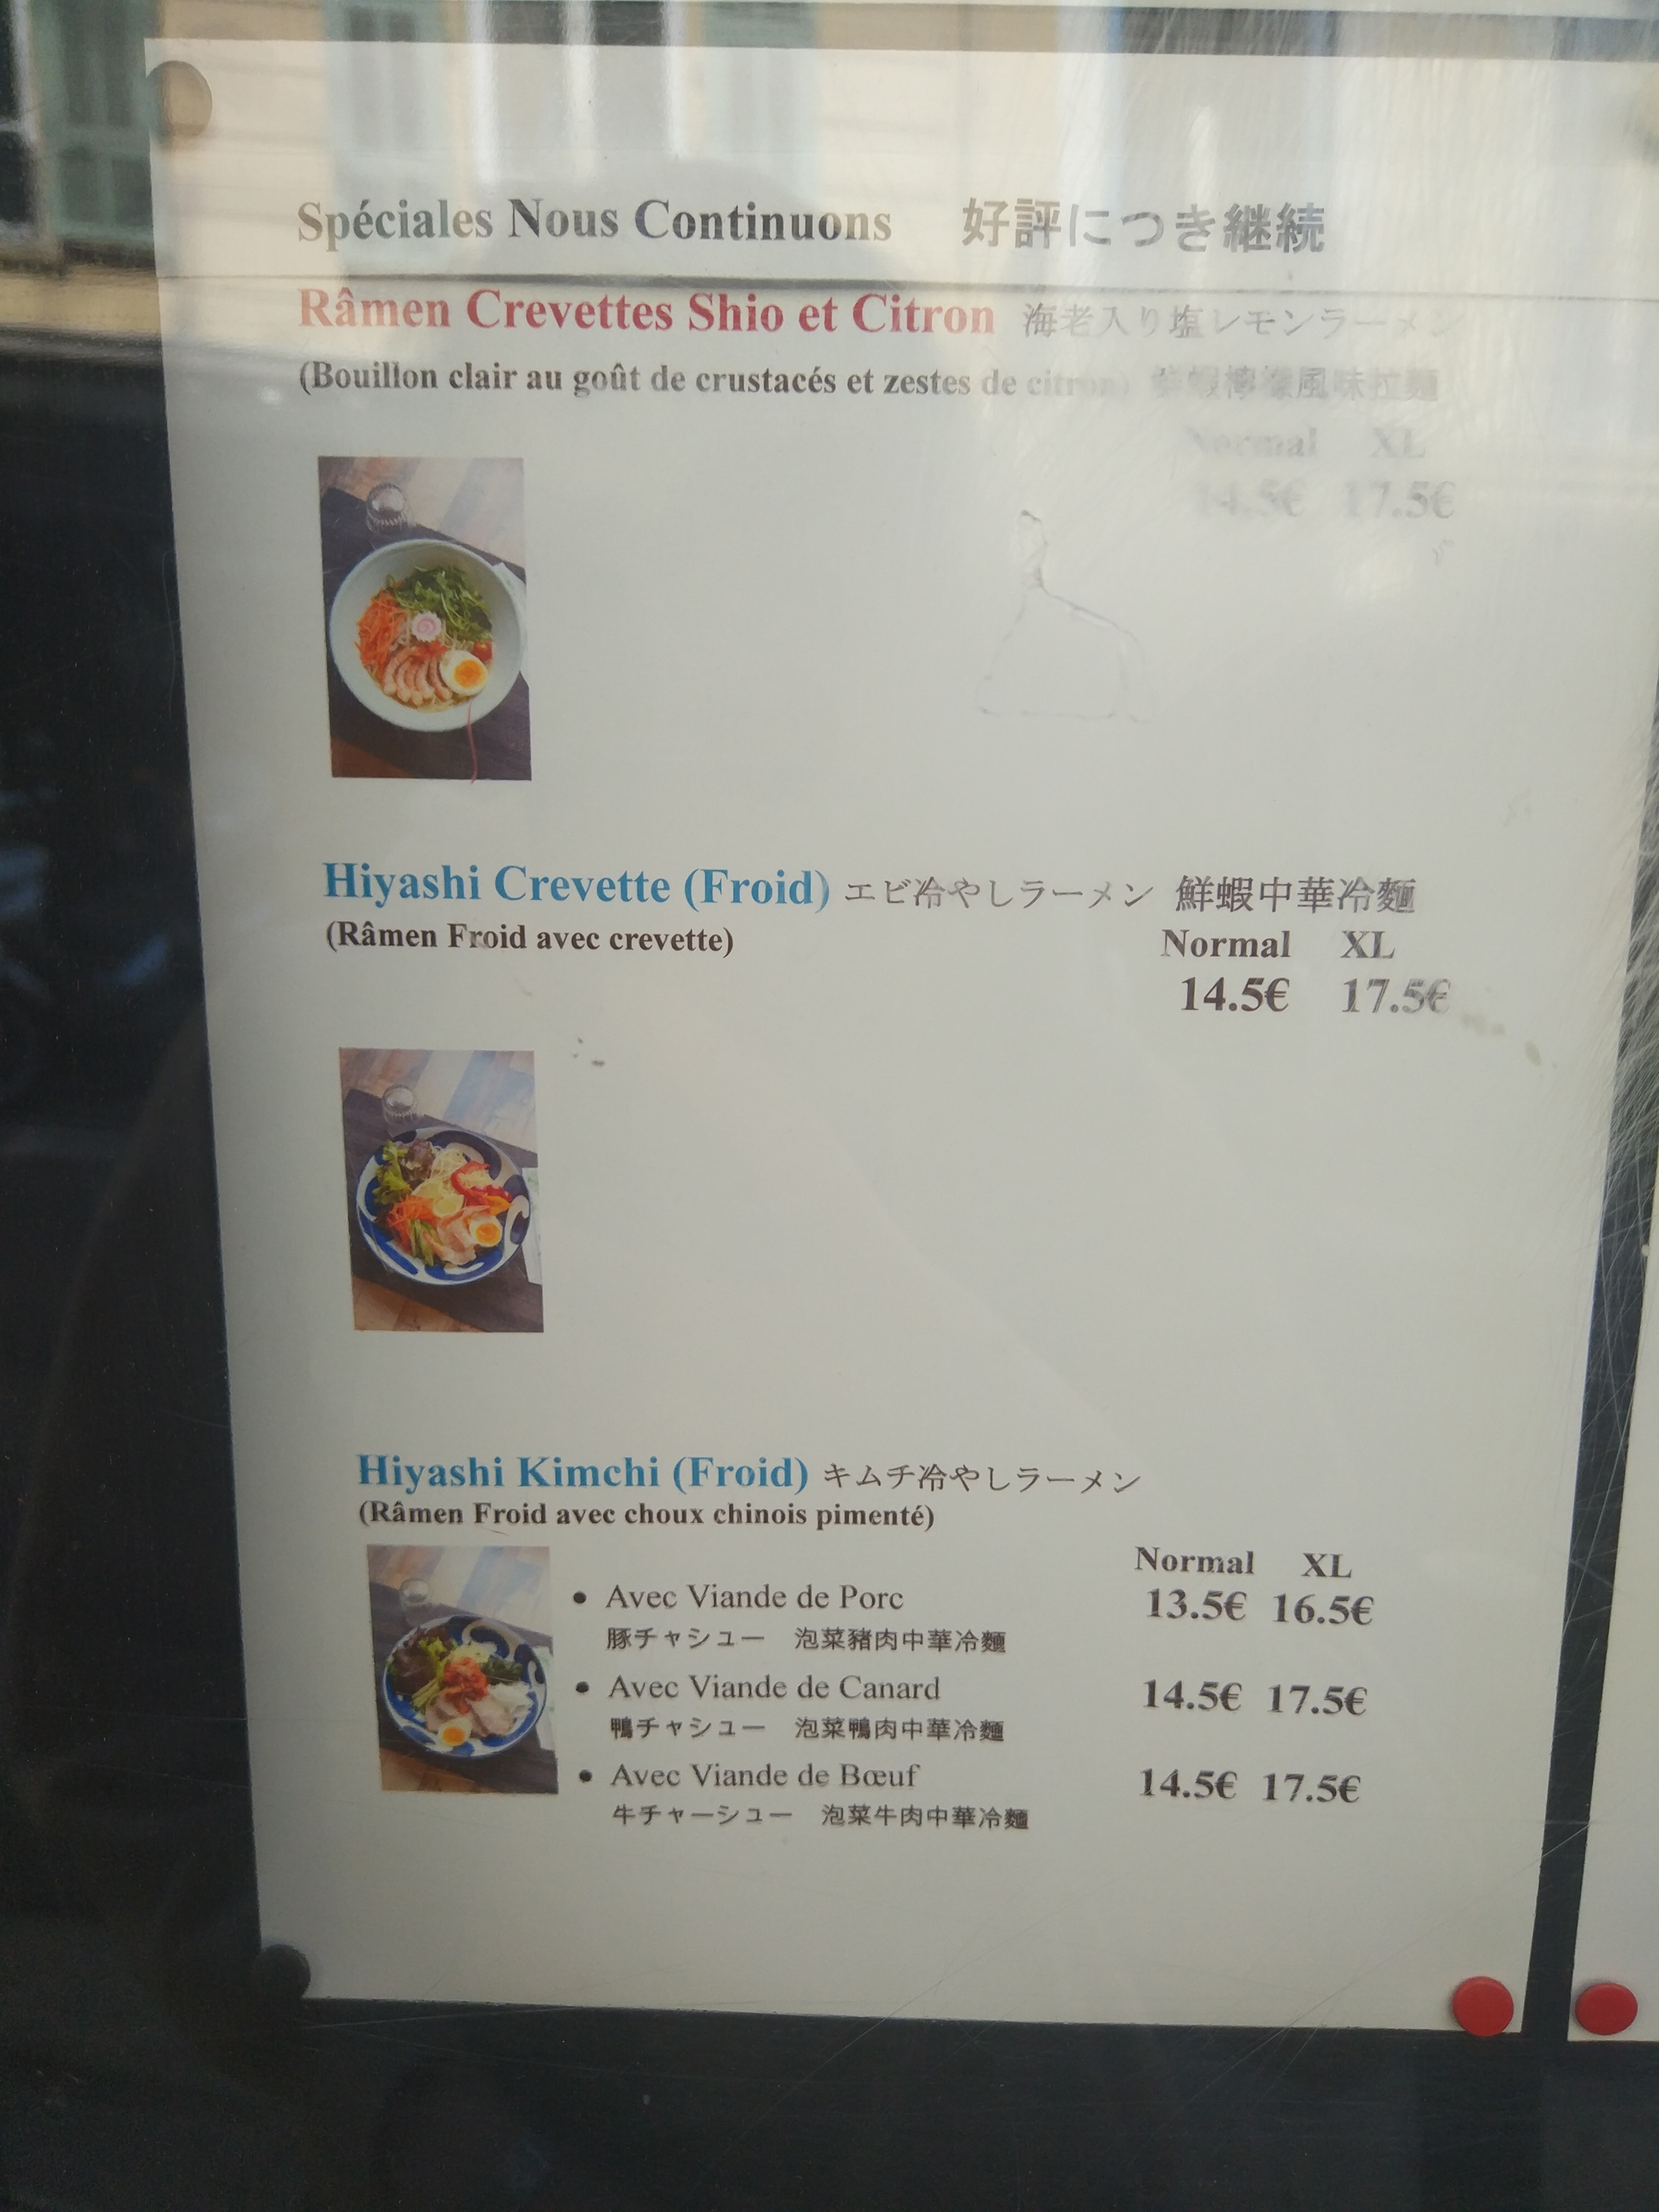 Spéciales Nous Continuons 好評につき継続
Râmen Crevettes Shio et Citron 海老入り塩レモンラーメン
(Bouillon clair au goût de crustacés et zestes de citron) 鮮蝦檸檬風味拉麵
Normal XL
14.5€ 17.5€
Hiyashi Crevette (Froid) エビ冷やしラーメン 鮮蝦中華冷麵
(Râmen Froid avec crevette)
Normal XL
14.5€ 17.5€
Hiyashi Kimchi (Froid) キムチ冷やしラーメン
(Râmen Froid avec choux chinois pimenté)
Normal XL
• Avec Viande de Porc 13.5€ 16.5€
豚チャシュー 泡菜豬肉中華冷麵
• Avec Viande de Canard 14.5€ 17.5€
鴨チャシュー 泡菜鴨肉中華冷麵
• Avec Viande de Bœuf 14.5€ 17.5€
牛チャーシュー 泡菜牛肉中華冷麵